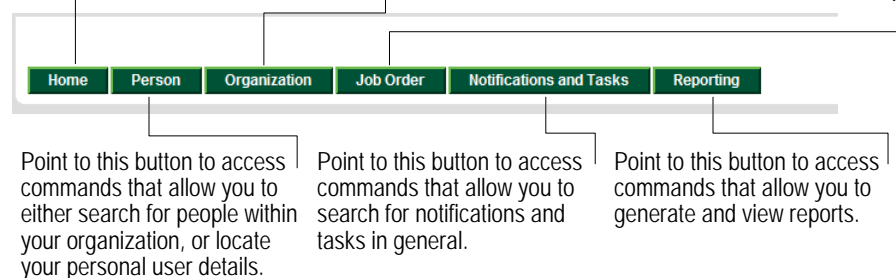 Home Person Organization Job Order Notifications and Tasks Reporting
Point to this button to access
commands that allow you to
either search for people within
your organization, or locate
your personal user details.
Point to this button to access
commands that allow you to
search for notifications and
tasks in general.
Point to this button to access
commands that allow you to
generate and view reports.